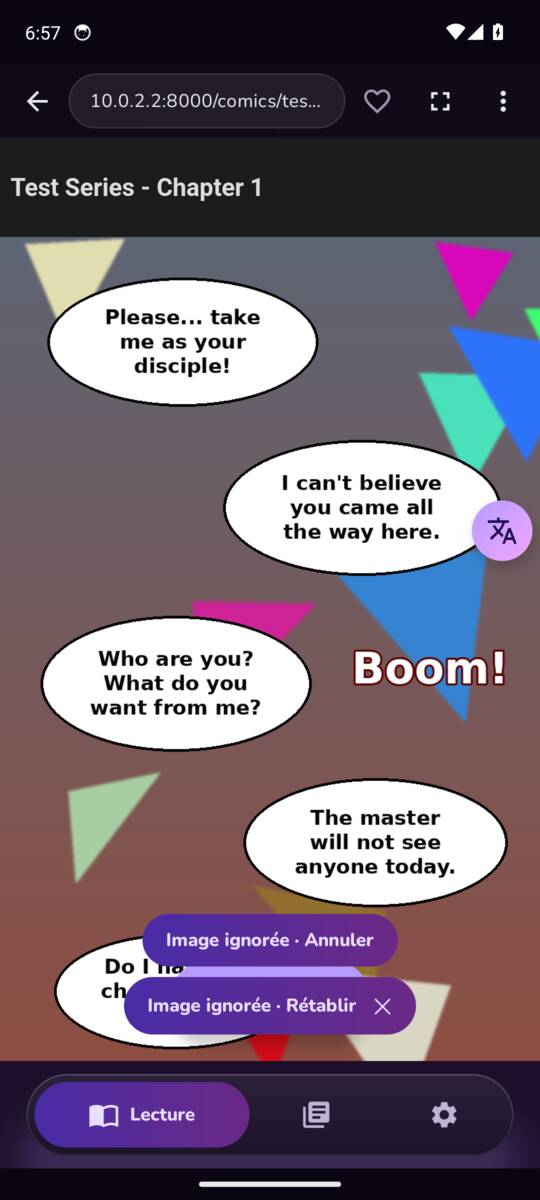 6:57
10.0.2.2:8000/comics/tes...
Test Series - Chapter 1
Please... take
me as your
disciple!
I can't believe
you came all
the way here.
Who are you?
What do you
want from me?
Boom!
The master
will not see
anyone today.
Image ignorée · Annuler
Do I
Image ignorée · Rétablir
Lecture